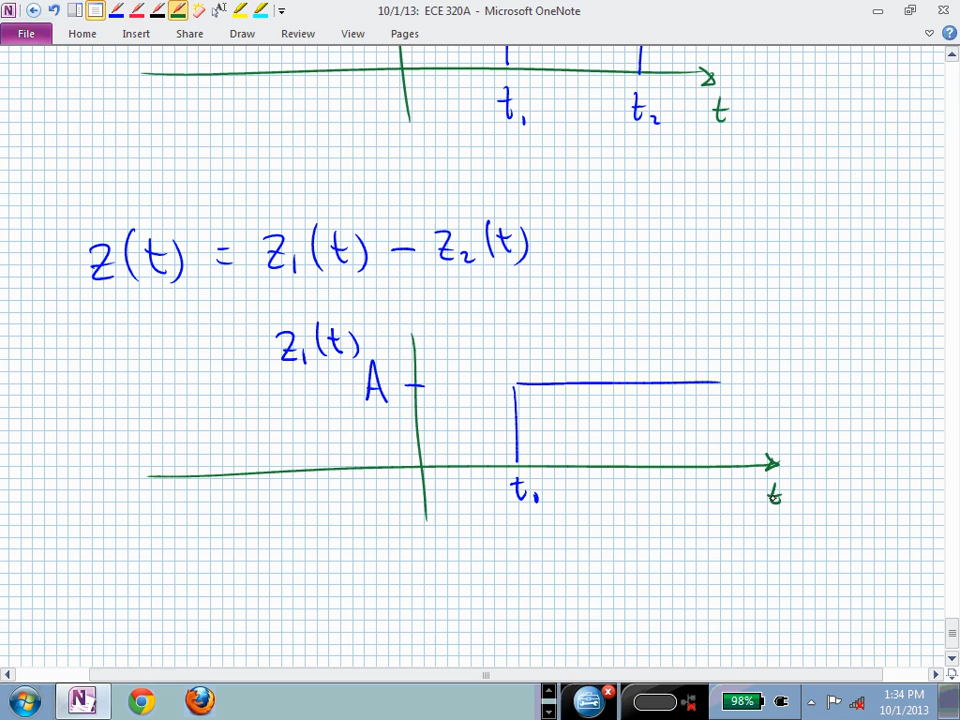 10/1/13: ECE 320A - Microsoft OneNote
File Home Insert Share Draw Review View Pages
t₁ t₂ t
z(t) = z₁(t) - z₂(t)
z₁(t)
A
t₁ t
98%
1:34 PM
10/1/2013